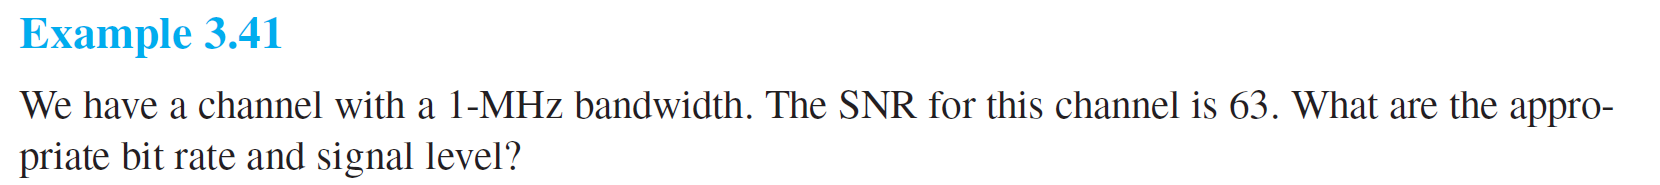 Example 3.41
We have a channel with a 1-MHz bandwidth. The SNR for this channel is 63. What are the appro-
priate bit rate and signal level?